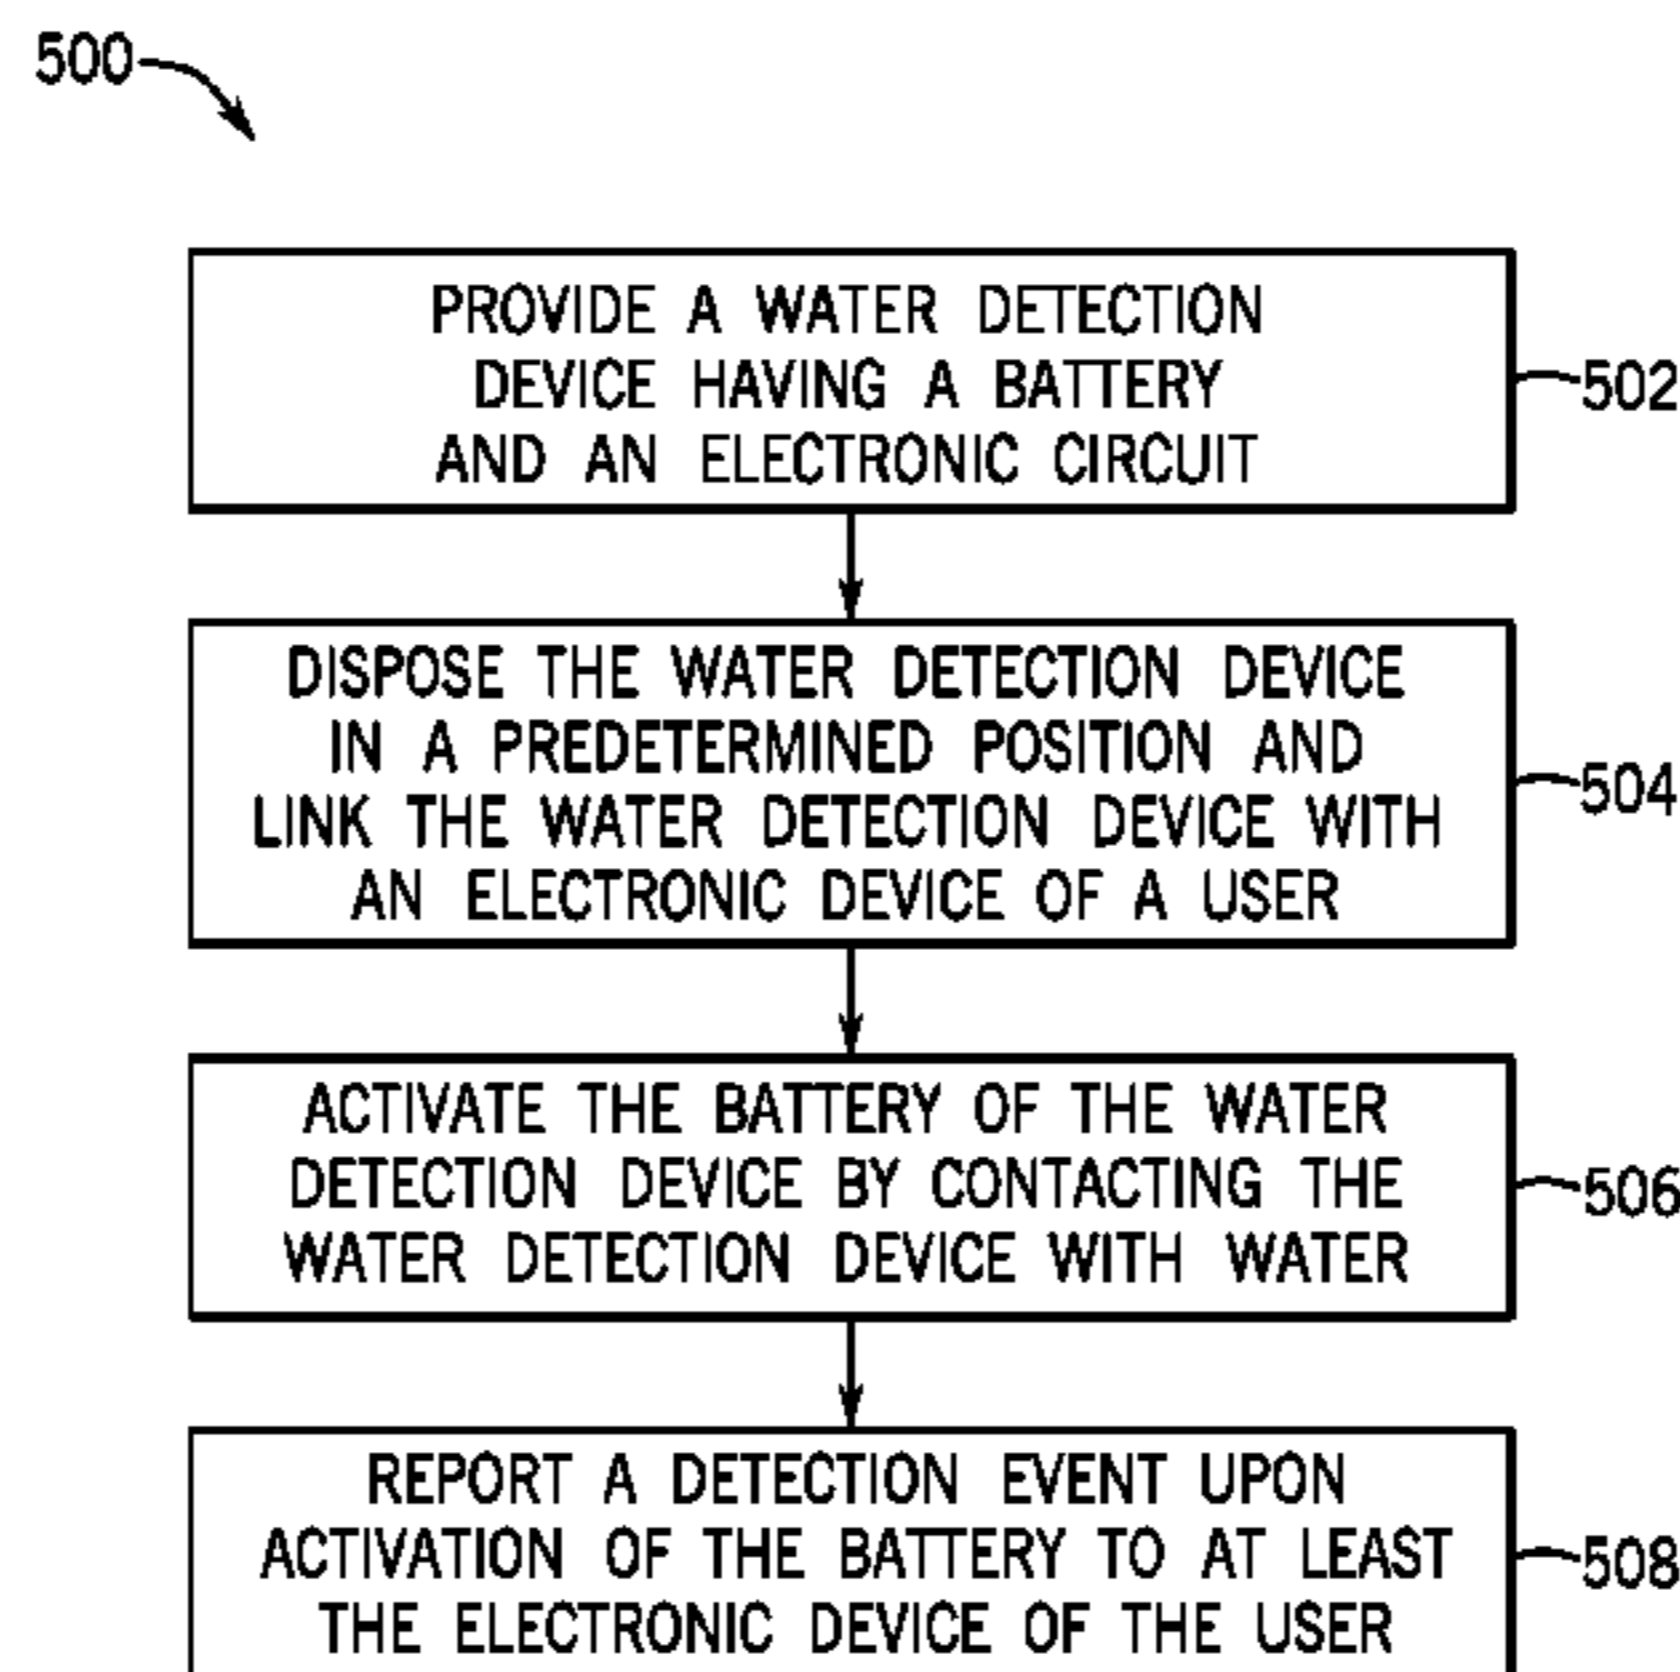 500
PROVIDE A WATER DETECTION
DEVICE HAVING A BATTERY
AND AN ELECTRONIC CIRCUIT
502
DISPOSE THE WATER DETECTION DEVICE
IN A PREDETERMINED POSITION AND
LINK THE WATER DETECTION DEVICE WITH
AN ELECTRONIC DEVICE OF A USER
504
ACTIVATE THE BATTERY OF THE WATER
DETECTION DEVICE BY CONTACTING THE
WATER DETECTION DEVICE WITH WATER
506
REPORT A DETECTION EVENT UPON
ACTIVATION OF THE BATTERY TO AT LEAST
THE ELECTRONIC DEVICE OF THE USER
508